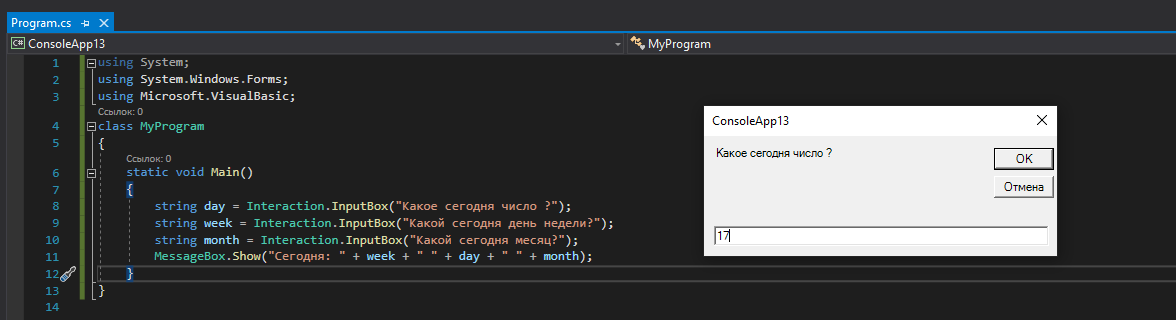 Program.cs
ConsoleApp13
MyProgram
1 using System;
2 using System.Windows.Forms;
3 using Microsoft.VisualBasic;
Ссылок: 0
4 class MyProgram
5 {
Ссылок: 0
6 static void Main()
7 {
8 string day = Interaction.InputBox("Какое сегодня число ?");
9 string week = Interaction.InputBox("Какой сегодня день недели?");
10 string month = Interaction.InputBox("Какой сегодня месяц?");
11 MessageBox.Show("Сегодня: " + week + " " + day + " " + month);
12 }
13 }
14
ConsoleApp13
Какое сегодня число ?
OK
Отмена
17